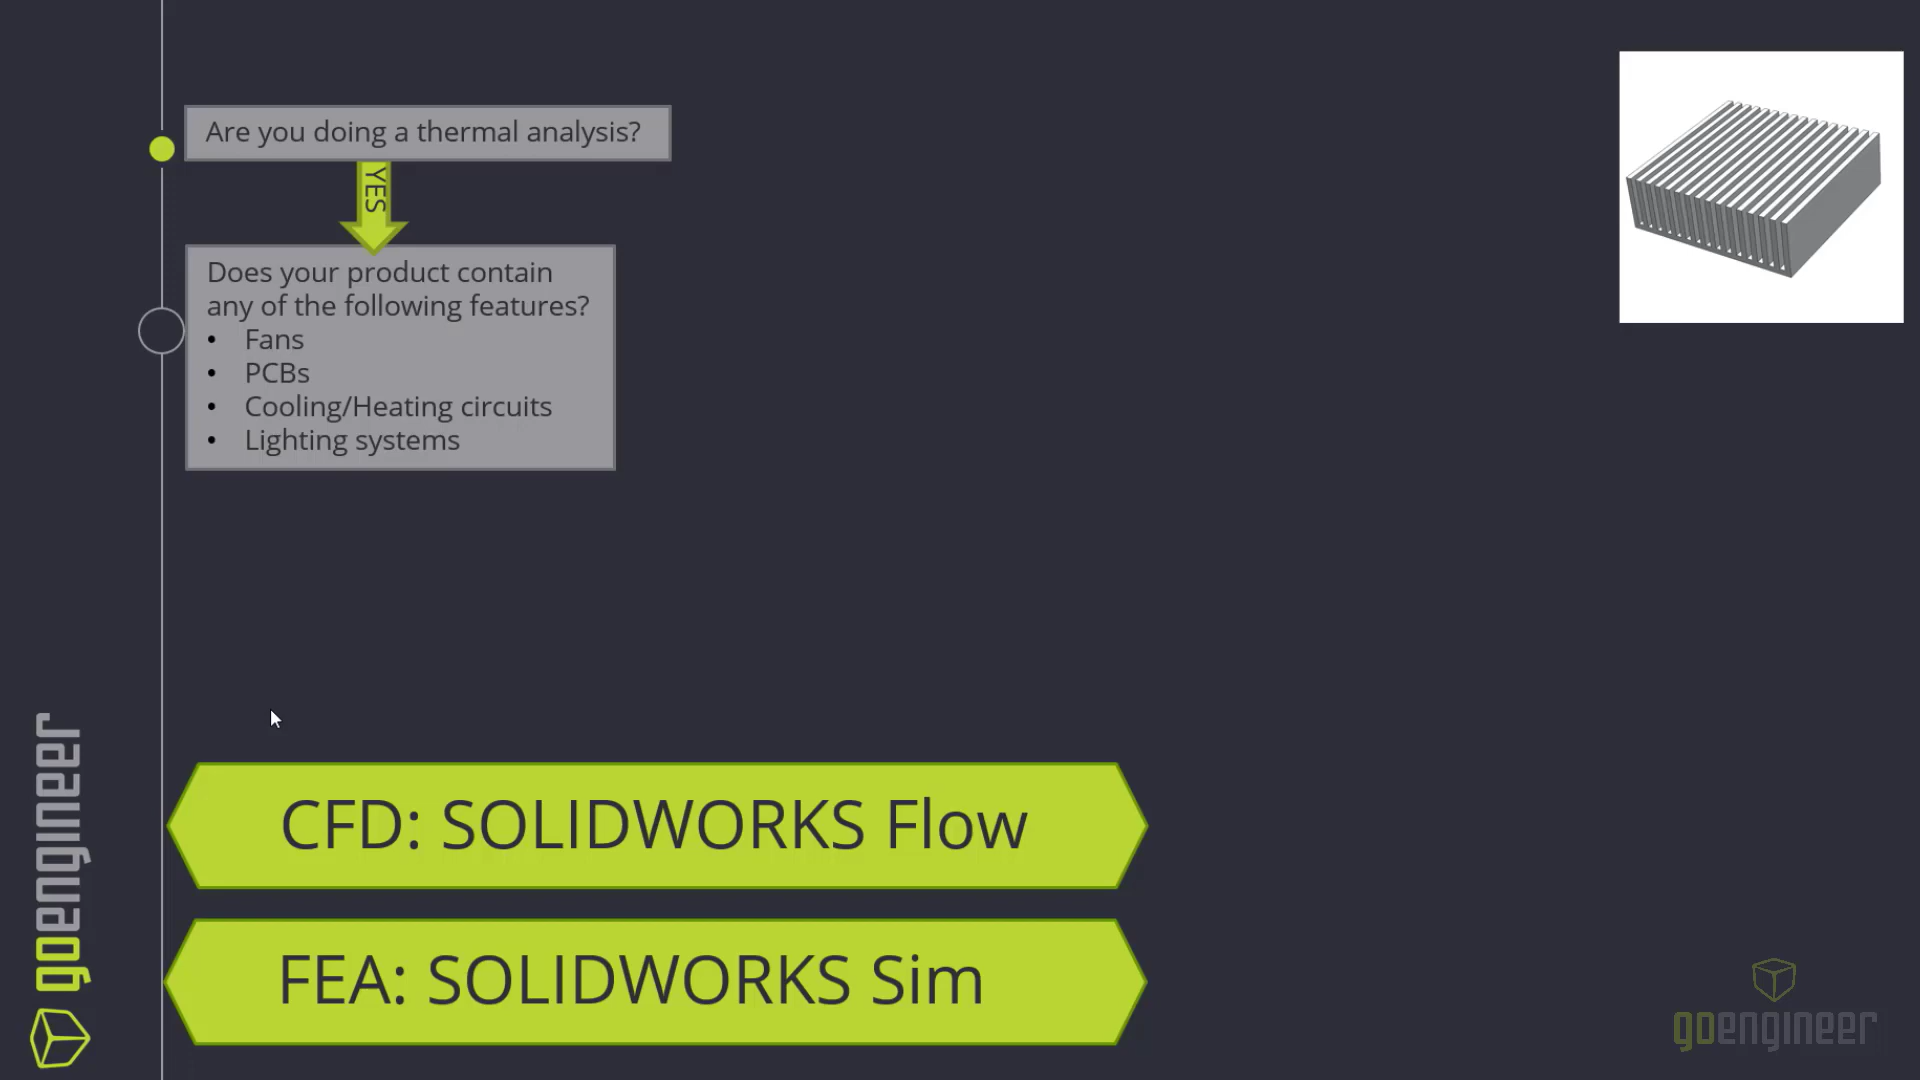 Are you doing a thermal analysis?
YES
Does your product contain
any of the following features?
• Fans
• PCBs
• Cooling/Heating circuits
• Lighting systems
CFD: SOLIDWORKS Flow
FEA: SOLIDWORKS Sim
goengineer
goengineer